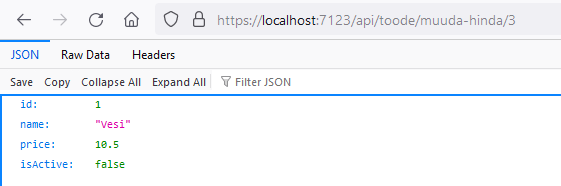 https://localhost:7123/api/toode/muuda-hinda/3
JSON Raw Data Headers
Save Copy Collapse All Expand All Filter JSON
id: 1
name: "Vesi"
price: 10.5
isActive: false